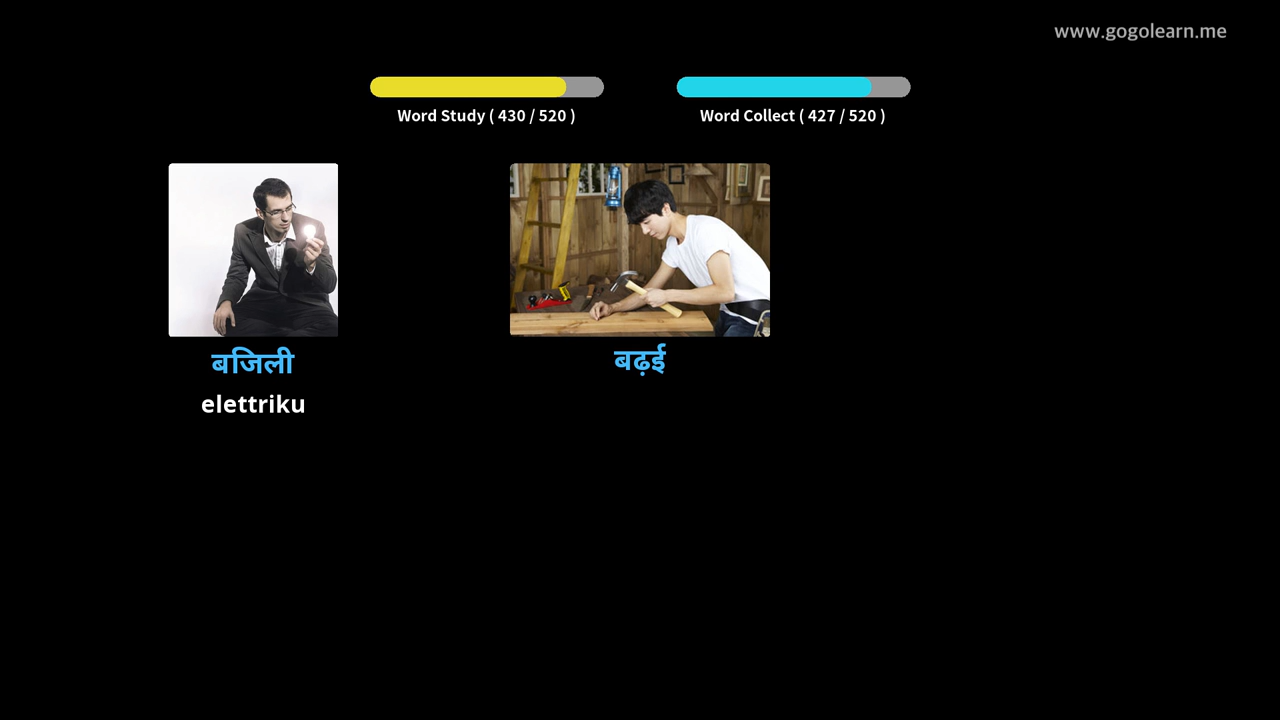 www.gogolearn.me
Word Study ( 430 / 520 )
Word Collect ( 427 / 520 )
बजिली
elettriku
बढ़ई